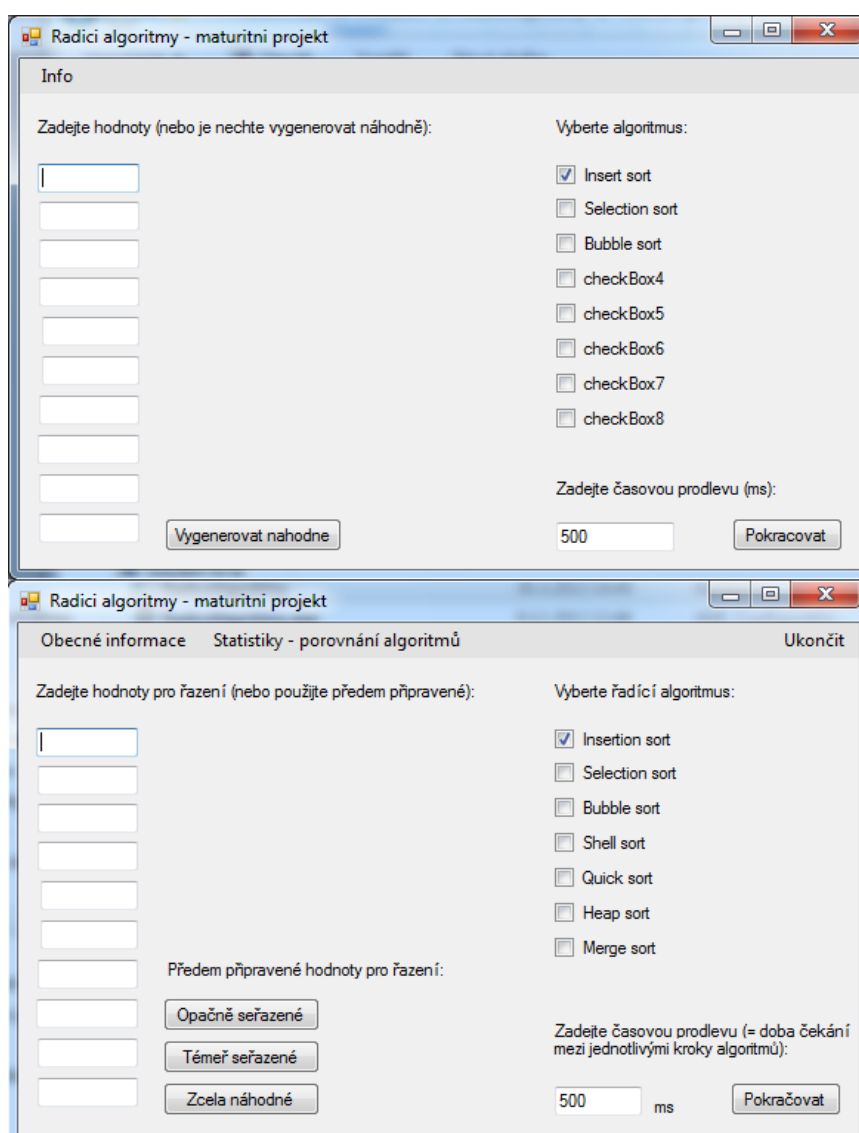 Radici algoritmy - maturitni projekt
Info
Zadejte hodnoty (nebo je nechte vygenerovat náhodně):
Vyberte algoritmus:
Insert sort
Selection sort
Bubble sort
checkBox4
checkBox5
checkBox6
checkBox7
checkBox8
Zadejte časovou prodlevu (ms):
Vygenerovat nahodne
500
Pokracovat
Radici algoritmy - maturitni projekt
Obecné informace Statistiky - porovnání algoritmů Ukončit
Zadejte hodnoty pro řazení (nebo použijte předem připravené):
Vyberte řadící algoritmus:
Insertion sort
Selection sort
Bubble sort
Shell sort
Quick sort
Heap sort
Merge sort
Předem připravené hodnoty pro řazení:
Opačně seřazené
Témeř seřazené
Zcela náhodné
Zadejte časovou prodlevu (= doba čekání
mezi jednotlivými kroky algoritmů):
500 ms
Pokračovat